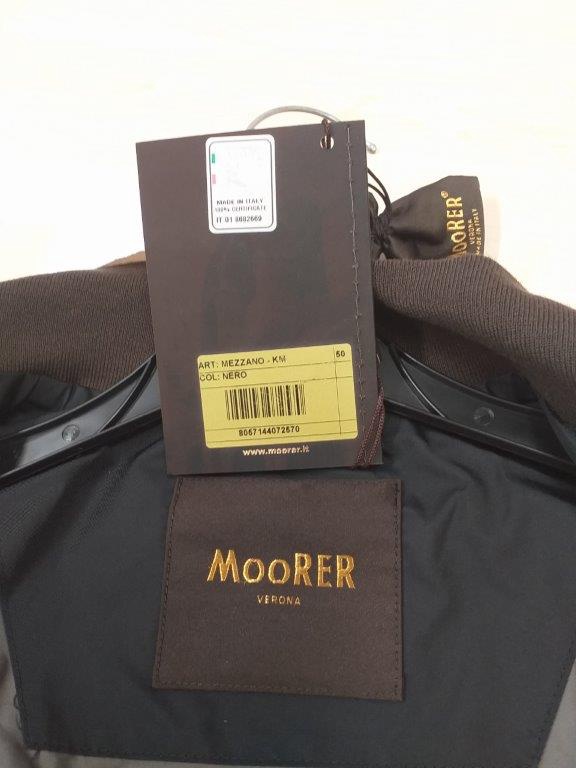 MADE IN ITALY
100% CERTIFICATE
IT 01 8682669
MOORER®
VERONA
MADE IN ITALY
ART: MEZZANO - KM 50
COL: NERO
8057144072570
www.moorer.it
MOORER
VERONA